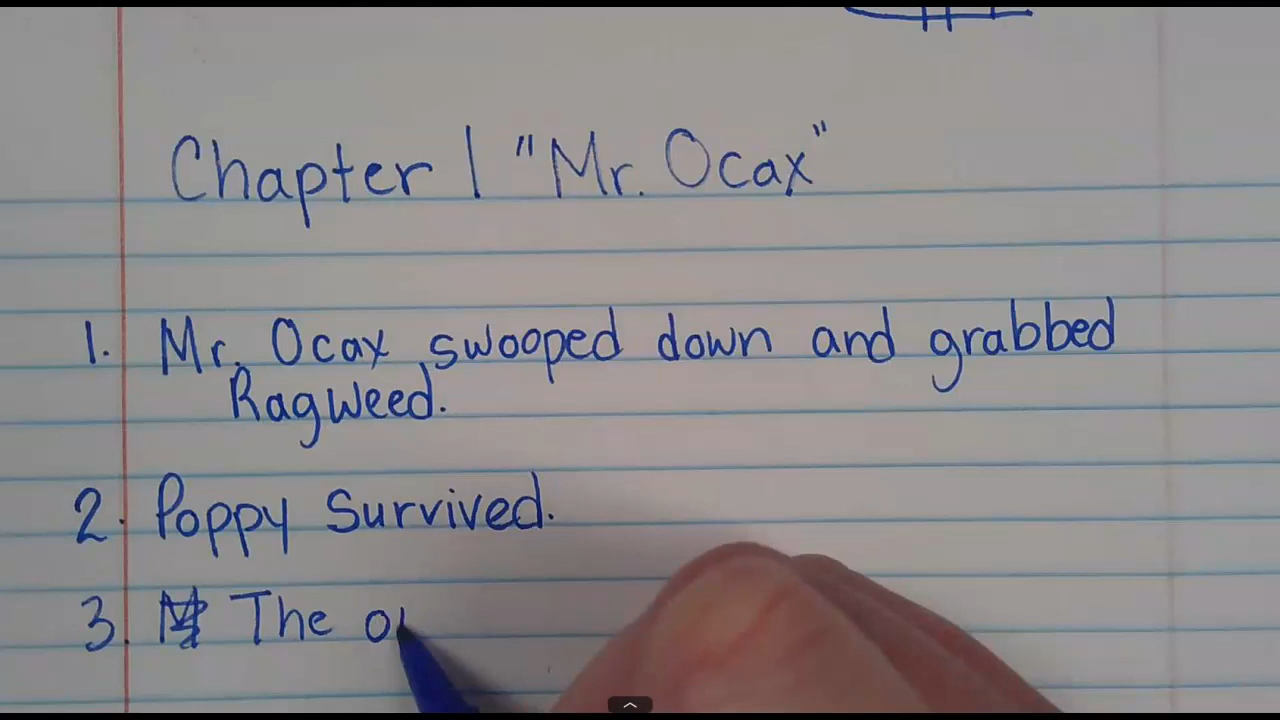 Chapter 1 "Mr. Ocax"
1. Mr. Ocax swooped down and grabbed
Ragweed.
2. Poppy Survived.
3. The